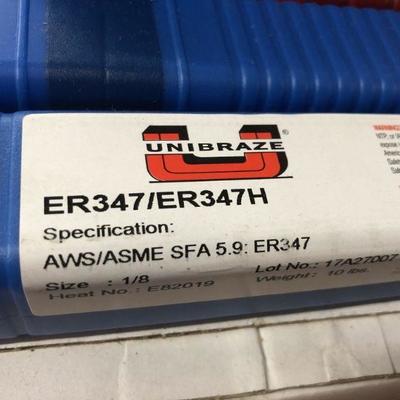 UNIBRAZE
®
ER347/ER347H
Specification:
AWS/ASME SFA 5.9: ER347
Size : 1/8
Lot No.: 17A27007
Heat No.: E82019
Weight: 10 lbs.
WARNING: